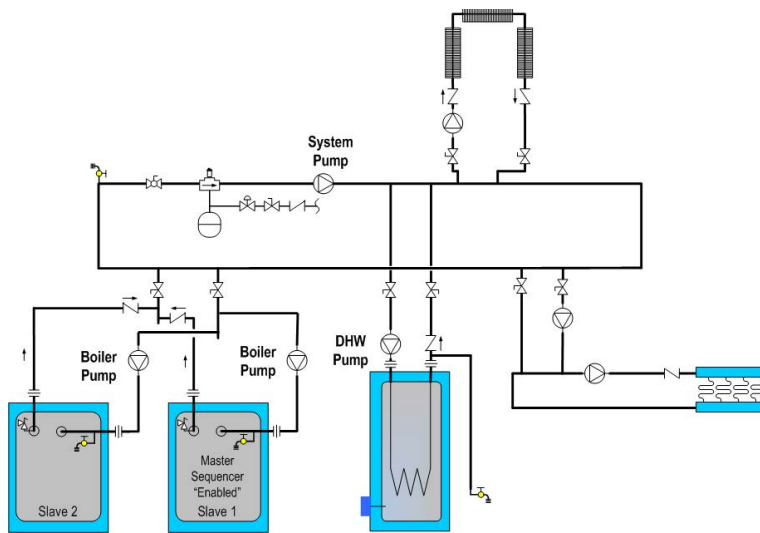 System
Pump
Boiler
Pump
Boiler
Pump
DHW
Pump
Slave 2
Master
Sequencer
“Enabled”
Slave 1